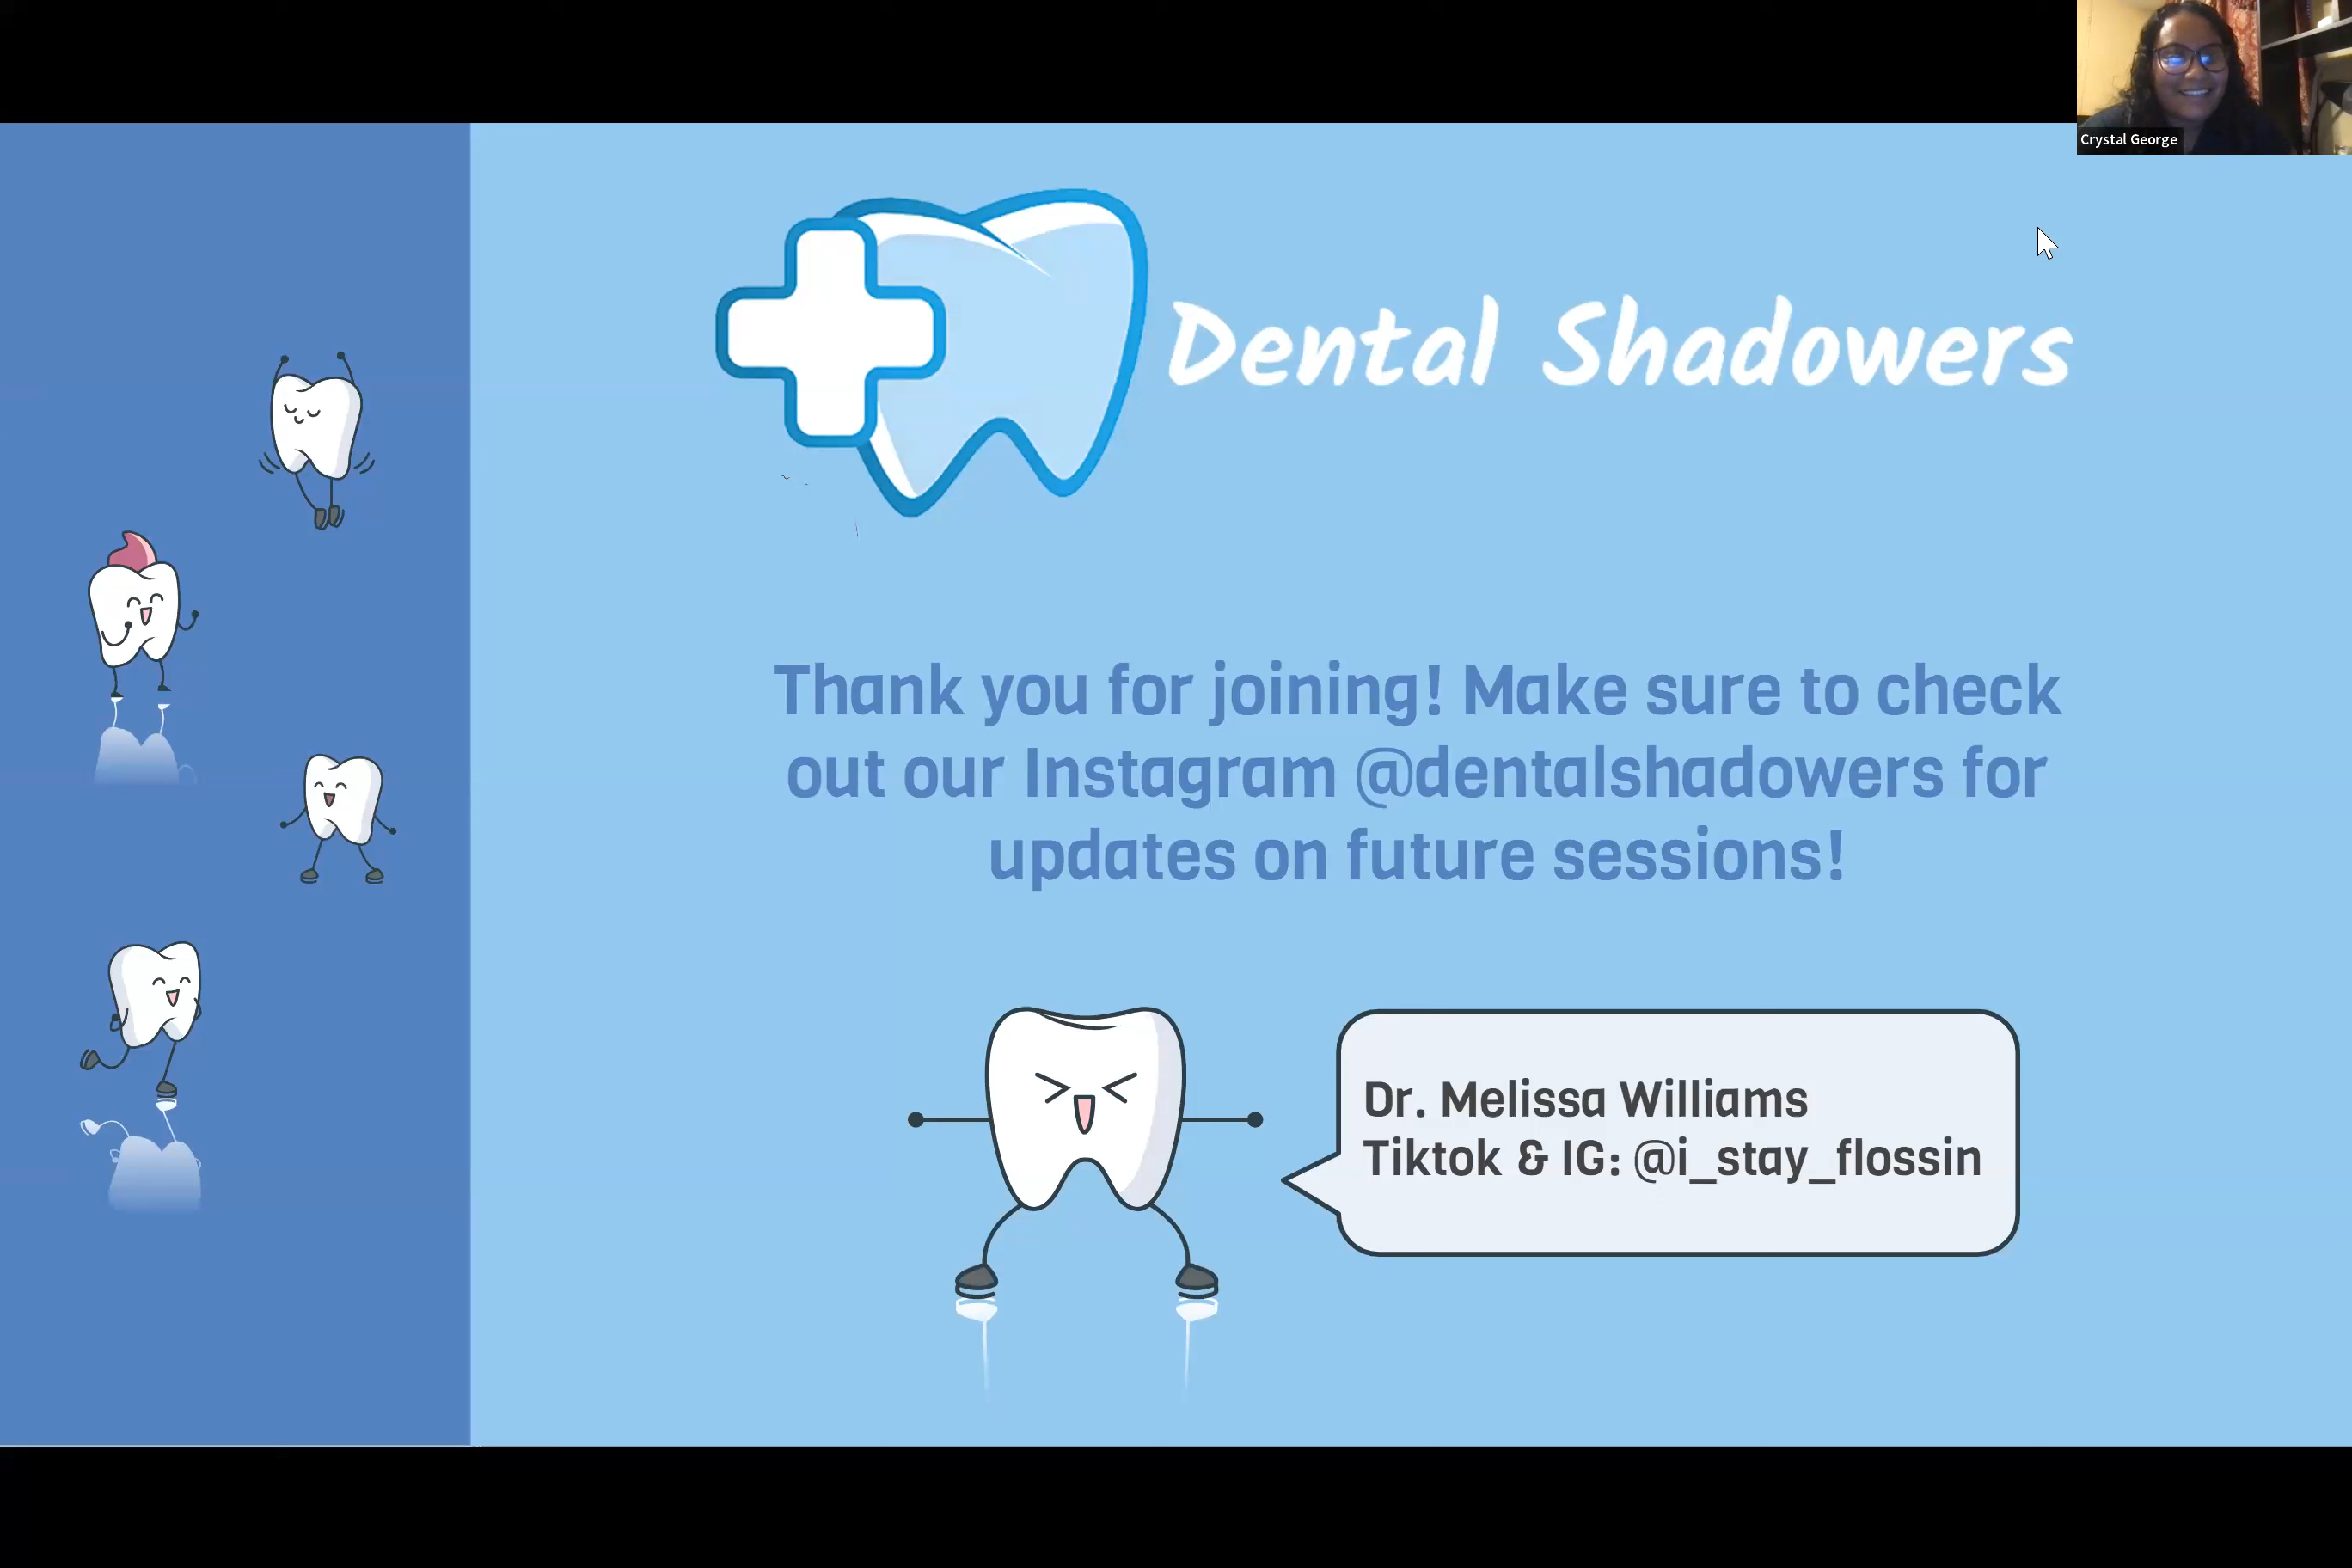 Crystal George
Dental Shadowers
Thank you for joining! Make sure to check
out our Instagram @dentalshadowers for
updates on future sessions!
Dr. Melissa Williams
Tiktok & IG: @i_stay_flossin